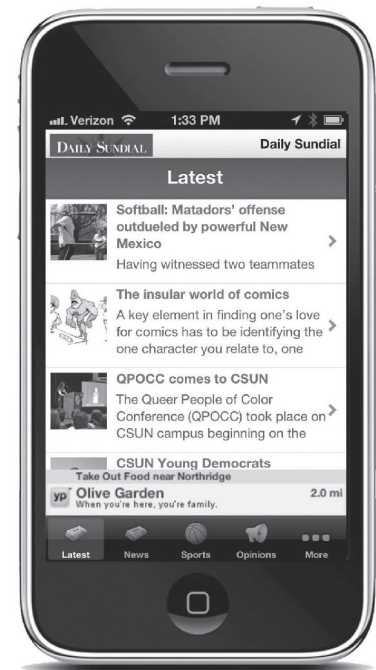 Verizon 1:33 PM
DAILY SUNDIAL Daily Sundial
Latest
Softball: Matadors' offense
outdueled by powerful New
Mexico
Having witnessed two teammates
The insular world of comics
A key element in finding one's love
for comics has to be identifying the
one character you relate to, one
QPOCC comes to CSUN
The Queer People of Color
Conference (QPOCC) took place on
CSUN campus beginning on the
CSUN Young Democrats
Take Out Food near Northridge
yp Olive Garden 2.0 mi
When you're here, you're family.
Latest News Sports Opinions More